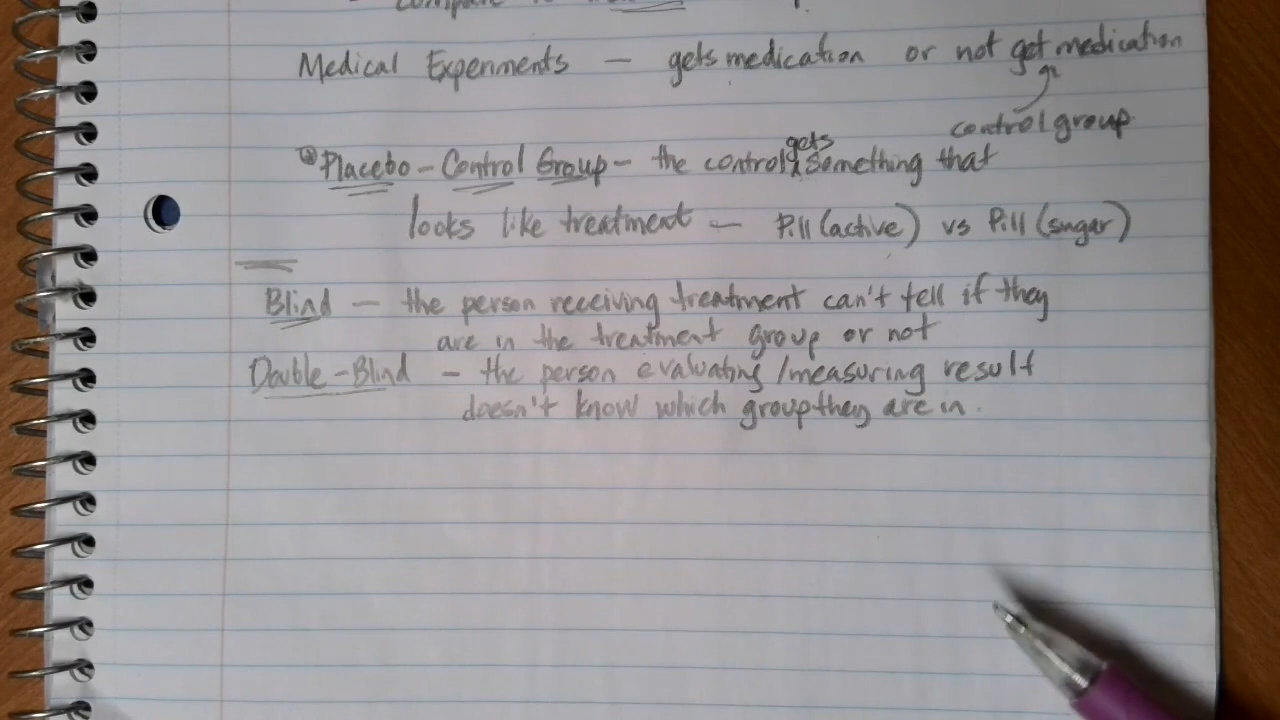 Medical Experiments — gets medication or not get medication
control group
Placebo-Control Group - the control gets something that
looks like treatment — Pill (active) vs Pill (sugar)
Blind — the person receiving treatment can't tell if they
are in the treatment group or not
Double-Blind - the person evaluating/measuring result
doesn't know which group they are in.